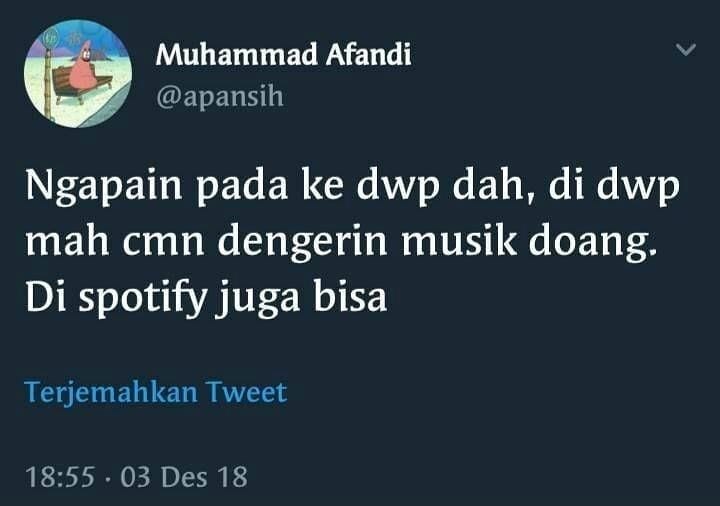 Muhammad Afandi
@apansih
Ngapain pada ke dwp dah, di dwp
mah cmn dengerin musik doang.
Di spotify juga bisa
Terjemahkan Tweet
18:55 · 03 Des 18